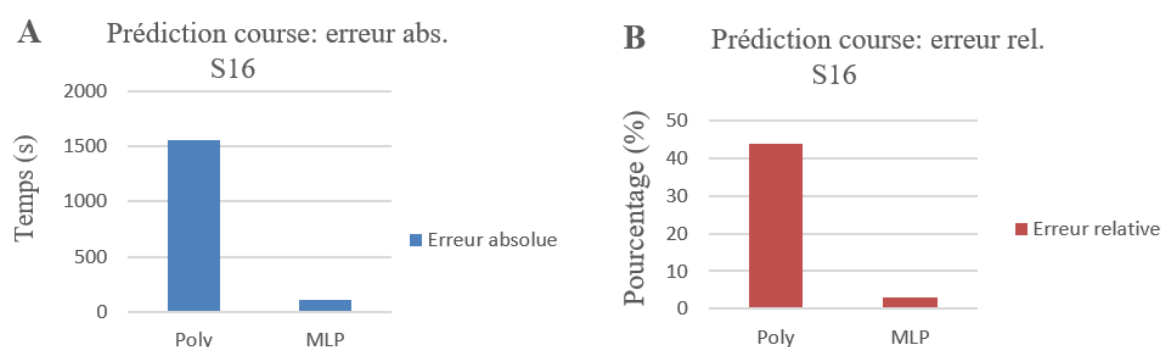 A
Prédiction course: erreur abs.
S16
Temps (s)
2000
1500
1000
500
0
Poly
MLP
Erreur absolue
B
Prédiction course: erreur rel.
S16
Pourcentage (%)
50
40
30
20
10
0
Poly
MLP
Erreur relative